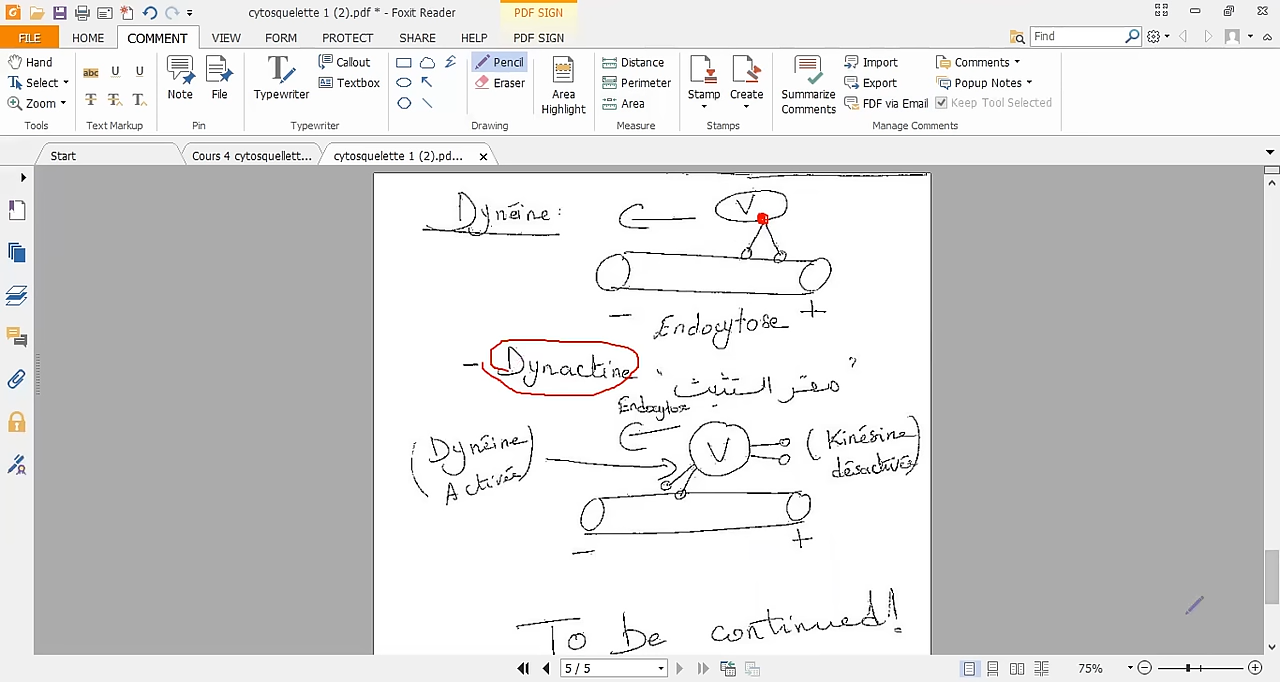 cytosquelette 1 (2).pdf * - Foxit Reader
PDF SIGN
FILE HOME COMMENT VIEW FORM PROTECT SHARE HELP PDF SIGN
Find
Hand
Select
Zoom
Tools
abc U U
T T T
Text Markup
Note
File
Pin
Typewriter
Callout
Textbox
Typewriter
Pencil
Eraser
Drawing
Area Highlight
Distance
Perimeter
Area
Measure
Stamp
Create
Stamps
Summarize Comments
Import
Export
FDF via Email
Comments
Popup Notes
Keep Tool Selected
Manage Comments
Start
Cours 4 cytosquellett...
cytosquelette 1 (2).pd...
Dynéine:
V
- +
Endocytose
- Dynactine
" التثبيت "
Endocytose
(Dynéine Activée)
V
(Kinésine désactivée)
- +
To be continued!
5 / 5
75%